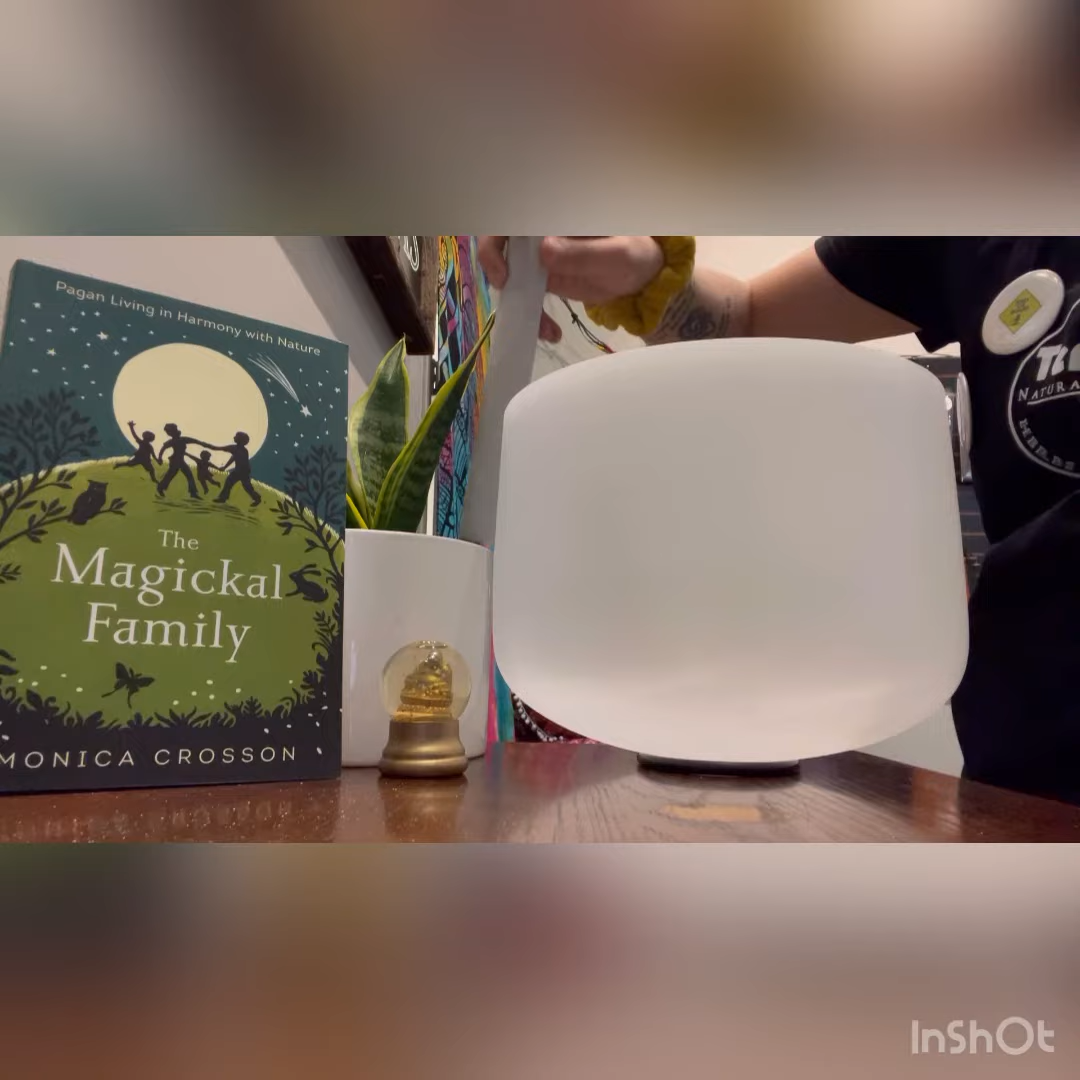 Pagan Living in Harmony with Nature
The
Magickal
Family
MONICA CROSSON
InShOt